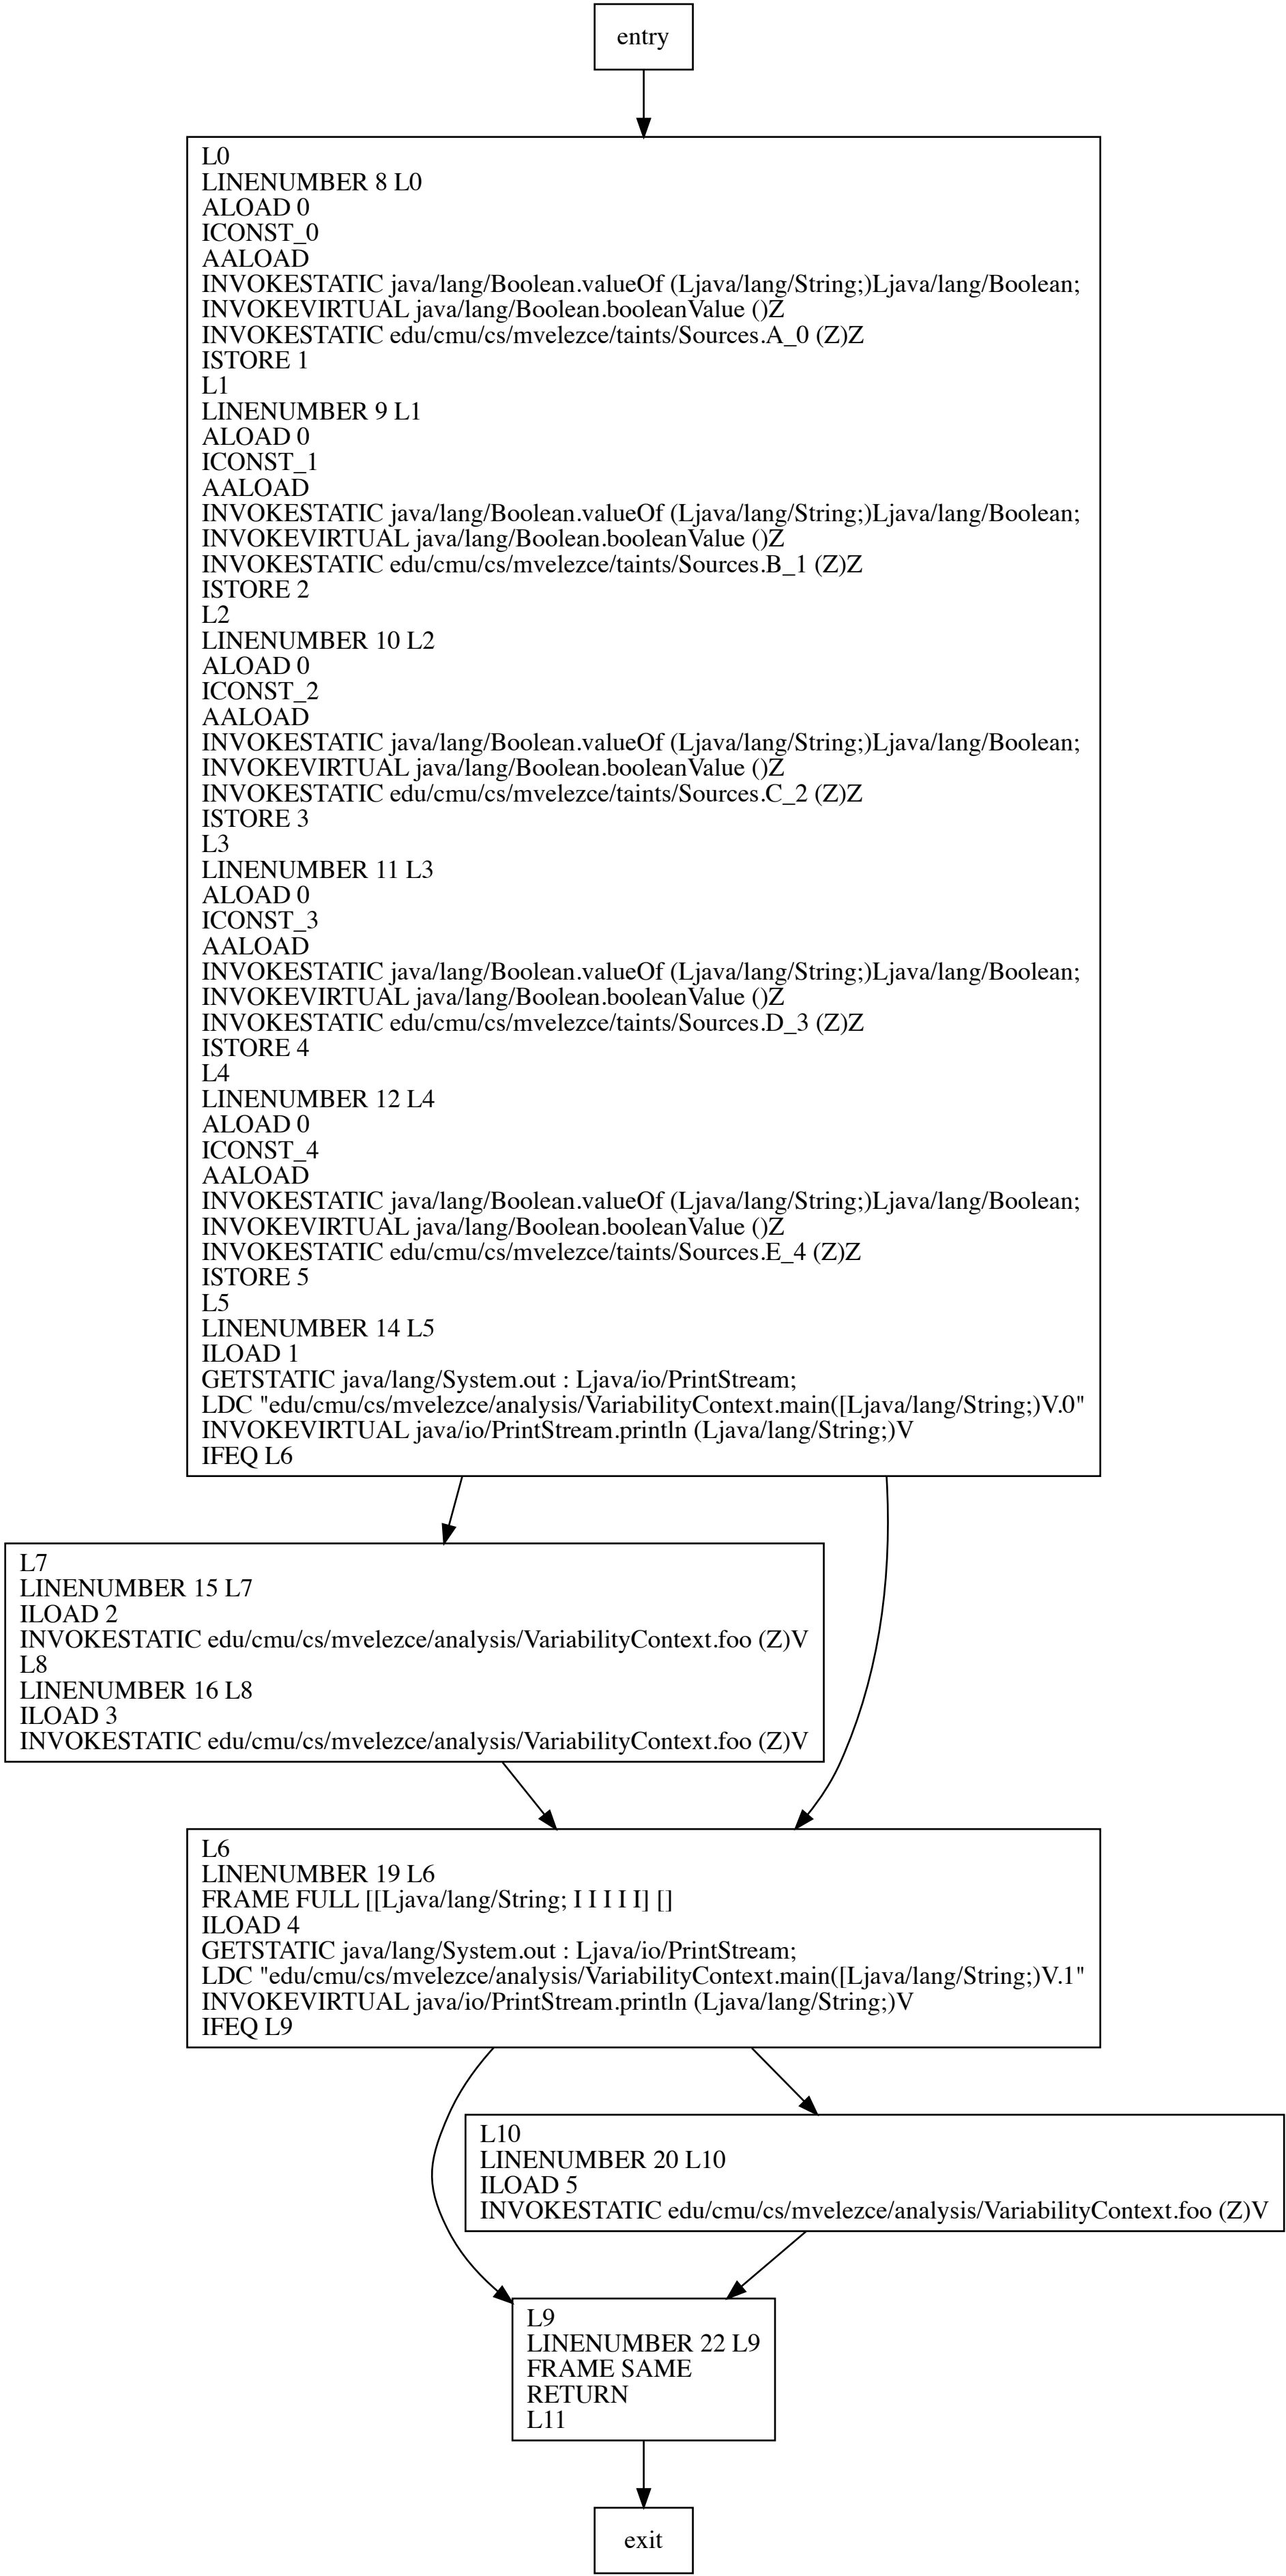 entry
L0
LINENUMBER 8 L0
ALOAD 0
ICONST_0
AALOAD
INVOKESTATIC java/lang/Boolean.valueOf (Ljava/lang/String;)Ljava/lang/Boolean;
INVOKEVIRTUAL java/lang/Boolean.booleanValue ()Z
INVOKESTATIC edu/cmu/cs/mvelezce/taints/Sources.A_0 (Z)Z
ISTORE 1
L1
LINENUMBER 9 L1
ALOAD 0
ICONST_1
AALOAD
INVOKESTATIC java/lang/Boolean.valueOf (Ljava/lang/String;)Ljava/lang/Boolean;
INVOKEVIRTUAL java/lang/Boolean.booleanValue ()Z
INVOKESTATIC edu/cmu/cs/mvelezce/taints/Sources.B_1 (Z)Z
ISTORE 2
L2
LINENUMBER 10 L2
ALOAD 0
ICONST_2
AALOAD
INVOKESTATIC java/lang/Boolean.valueOf (Ljava/lang/String;)Ljava/lang/Boolean;
INVOKEVIRTUAL java/lang/Boolean.booleanValue ()Z
INVOKESTATIC edu/cmu/cs/mvelezce/taints/Sources.C_2 (Z)Z
ISTORE 3
L3
LINENUMBER 11 L3
ALOAD 0
ICONST_3
AALOAD
INVOKESTATIC java/lang/Boolean.valueOf (Ljava/lang/String;)Ljava/lang/Boolean;
INVOKEVIRTUAL java/lang/Boolean.booleanValue ()Z
INVOKESTATIC edu/cmu/cs/mvelezce/taints/Sources.D_3 (Z)Z
ISTORE 4
L4
LINENUMBER 12 L4
ALOAD 0
ICONST_4
AALOAD
INVOKESTATIC java/lang/Boolean.valueOf (Ljava/lang/String;)Ljava/lang/Boolean;
INVOKEVIRTUAL java/lang/Boolean.booleanValue ()Z
INVOKESTATIC edu/cmu/cs/mvelezce/taints/Sources.E_4 (Z)Z
ISTORE 5
L5
LINENUMBER 14 L5
ILOAD 1
GETSTATIC java/lang/System.out : Ljava/io/PrintStream;
LDC "edu/cmu/cs/mvelezce/analysis/VariabilityContext.main([Ljava/lang/String;)V.0"
INVOKEVIRTUAL java/io/PrintStream.println (Ljava/lang/String;)V
IFEQ L6
L7
LINENUMBER 15 L7
ILOAD 2
INVOKESTATIC edu/cmu/cs/mvelezce/analysis/VariabilityContext.foo (Z)V
L8
LINENUMBER 16 L8
ILOAD 3
INVOKESTATIC edu/cmu/cs/mvelezce/analysis/VariabilityContext.foo (Z)V
L6
LINENUMBER 19 L6
FRAME FULL [[Ljava/lang/String; I I I I I] []
ILOAD 4
GETSTATIC java/lang/System.out : Ljava/io/PrintStream;
LDC "edu/cmu/cs/mvelezce/analysis/VariabilityContext.main([Ljava/lang/String;)V.1"
INVOKEVIRTUAL java/io/PrintStream.println (Ljava/lang/String;)V
IFEQ L9
L10
LINENUMBER 20 L10
ILOAD 5
INVOKESTATIC edu/cmu/cs/mvelezce/analysis/VariabilityContext.foo (Z)V
L9
LINENUMBER 22 L9
FRAME SAME
RETURN
L11
exit